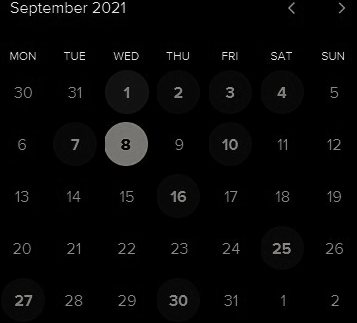 September 2021
MON TUE WED THU FRI SAT SUN
30 31 1 2 3 4 5
6 7 8 9 10 11 12
13 14 15 16 17 18 19
20 21 22 23 24 25 26
27 28 29 30 31 1 2